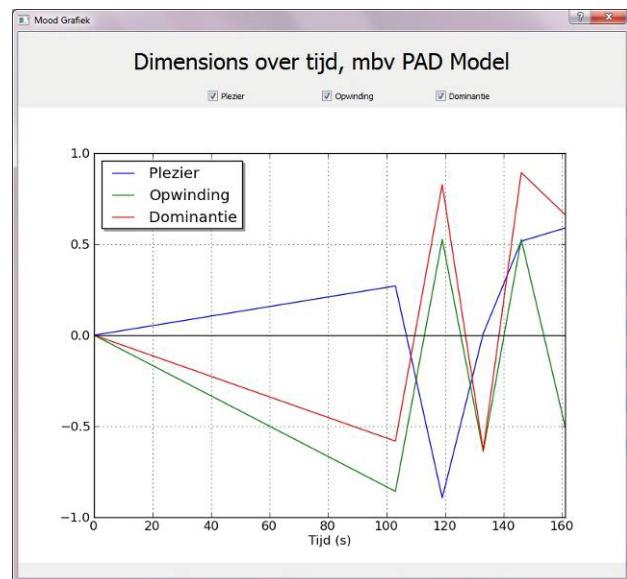 Mood Grafiek
Dimensions over tijd, mbv PAD Model
Plezier Opwinding Dominantie
Plezier
Opwinding
Dominantie
1.0
0.5
0.0
−0.5
−1.0
0 20 40 60 80 100 120 140 160
Tijd (s)